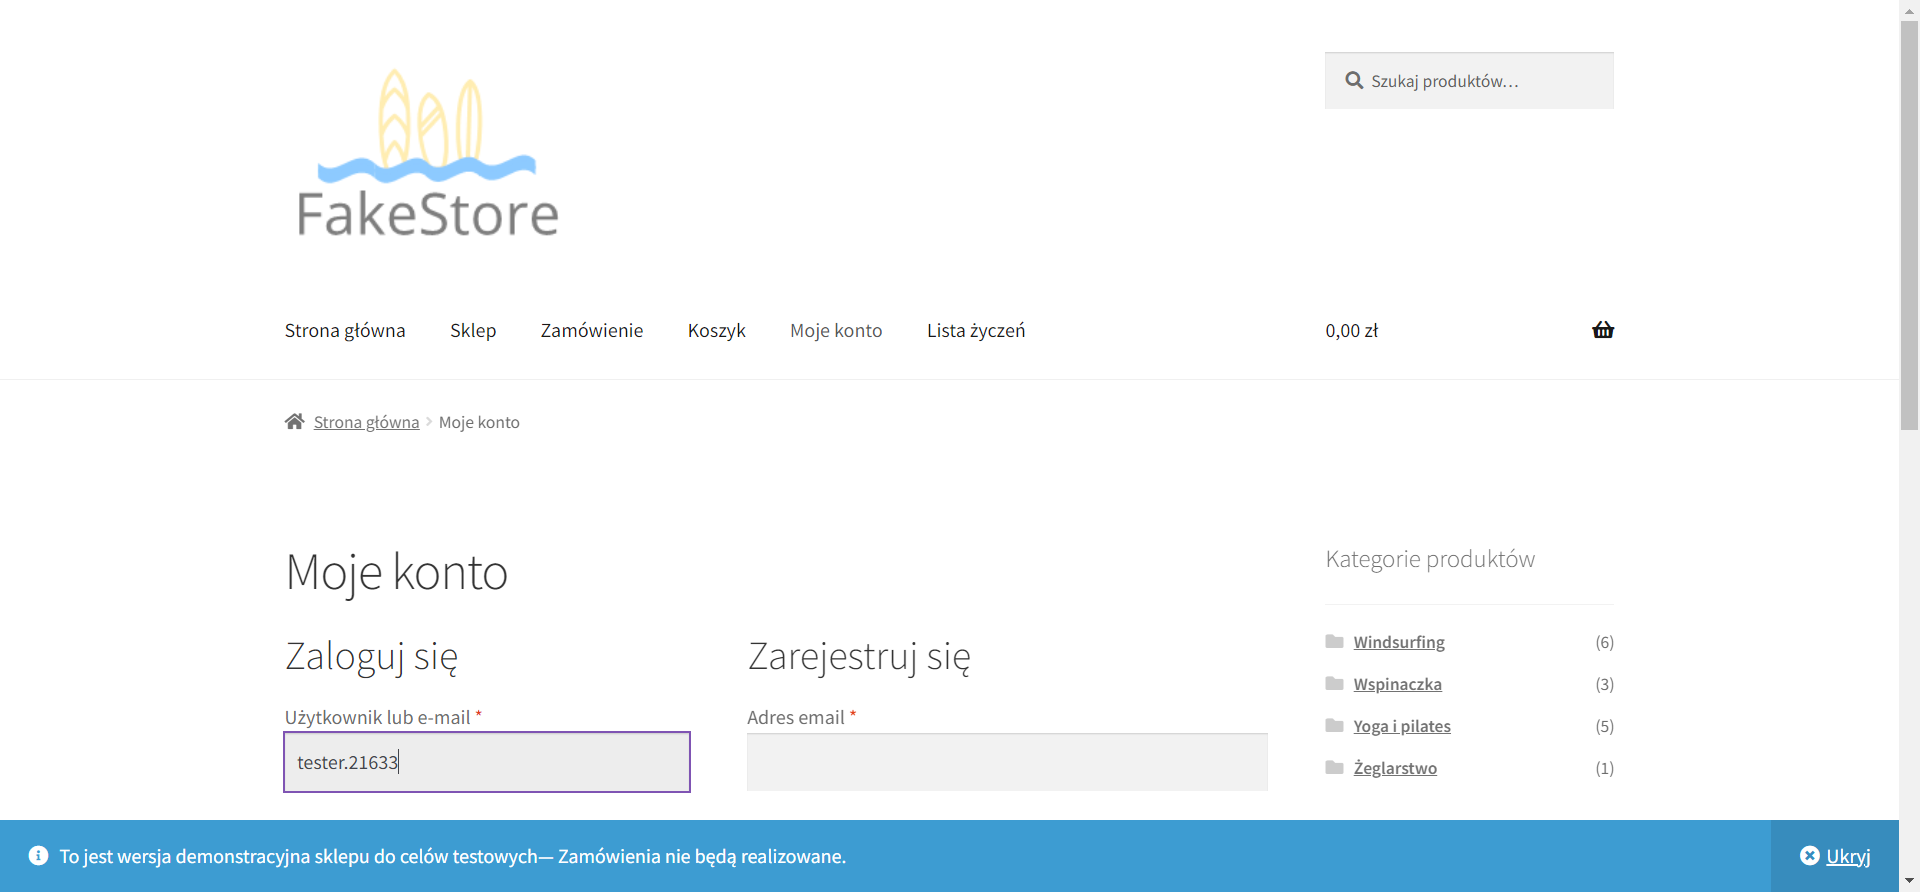 Szukaj produktów…
FakeStore
Strona główna Sklep Zamówienie Koszyk Moje konto Lista życzeń 0,00 zł
Strona główna Moje konto
Moje konto
Zaloguj się
Użytkownik lub e-mail *
tester.21633
Zarejestruj się
Adres email *
Kategorie produktów
Windsurfing (6)
Wspinaczka (3)
Yoga i pilates (5)
Żeglarstwo (1)
To jest wersja demonstracyjna sklepu do celów testowych— Zamówienia nie będą realizowane.
Ukryj